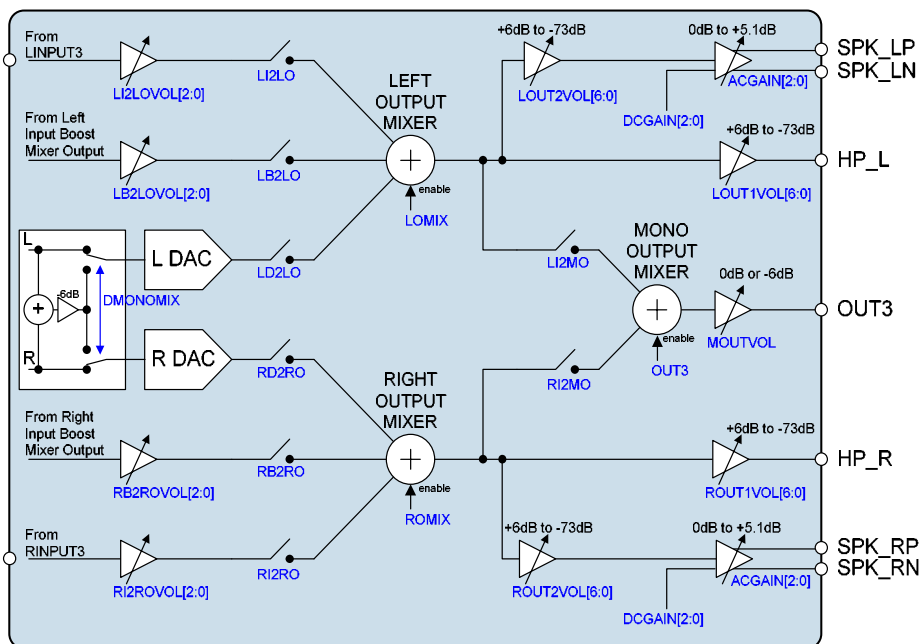 From
LINPUT3
LI2LOVOL[2:0]
LI2LO
+6dB to -73dB
LOUT2VOL[6:0]
0dB to +5.1dB
ACGAIN[2:0]
DCGAIN[2:0]
SPK_LP
SPK_LN
From Left
Input Boost
Mixer Output
LB2LOVOL[2:0]
LB2LO
LEFT
OUTPUT
MIXER
+
enable
LOMIX
+6dB to -73dB
LOUT1VOL[6:0]
HP_L
L
R
+
-6dB
DMONOMIX
L DAC
LD2LO
R DAC
RD2RO
LI2MO
RI2MO
MONO
OUTPUT
MIXER
+
enable
OUT3
0dB or -6dB
MOUTVOL
OUT3
From Right
Input Boost
Mixer Output
RB2ROVOL[2:0]
RB2RO
RIGHT
OUTPUT
MIXER
+
enable
ROMIX
+6dB to -73dB
ROUT1VOL[6:0]
HP_R
From
RINPUT3
RI2ROVOL[2:0]
RI2RO
+6dB to -73dB
ROUT2VOL[6:0]
0dB to +5.1dB
ACGAIN[2:0]
DCGAIN[2:0]
SPK_RP
SPK_RN